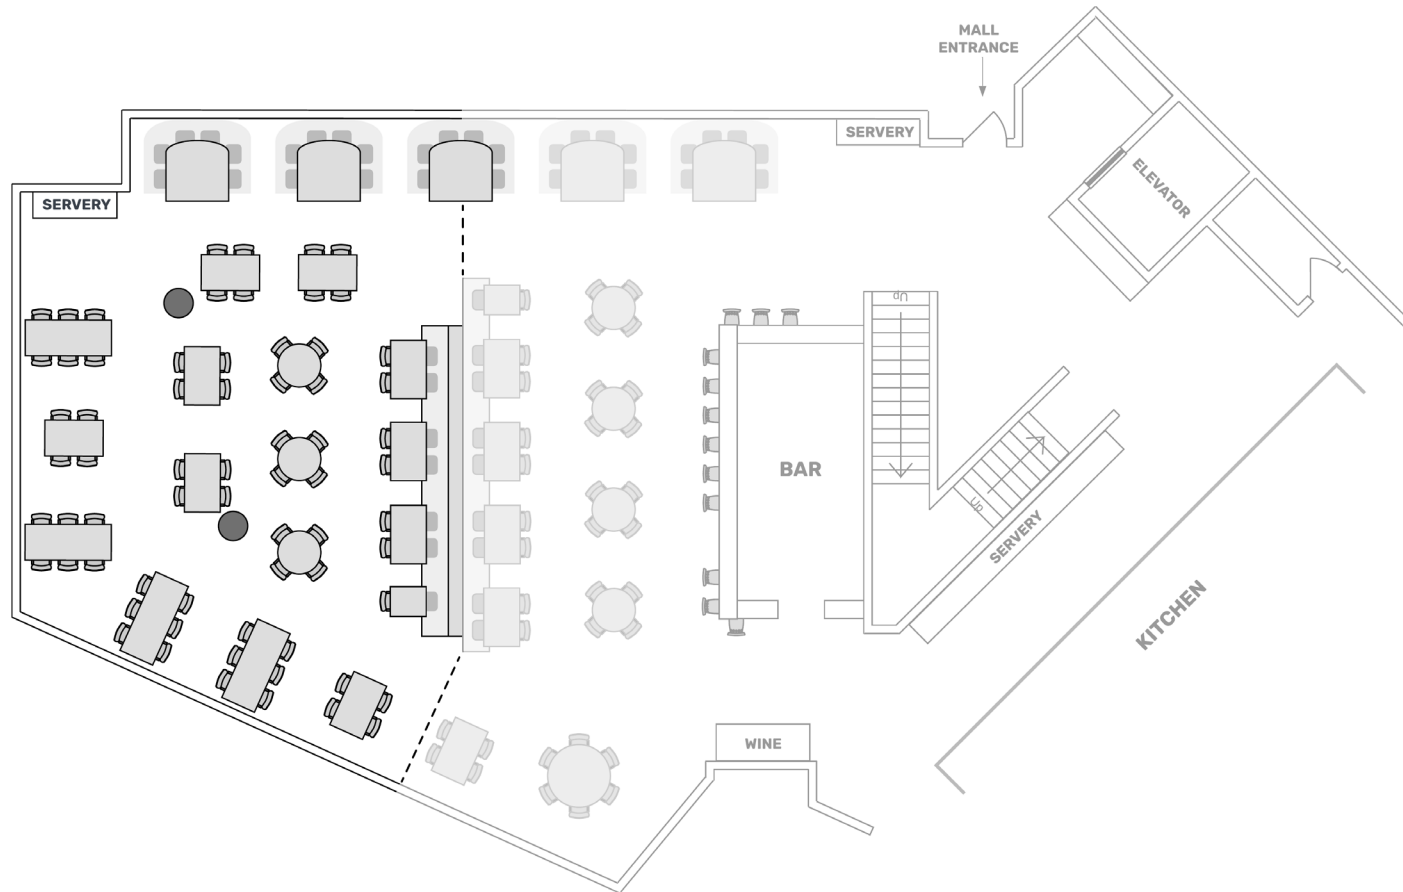 MALL
ENTRANCE
SERVERY
ELEVATOR
SERVERY
Up
BAR
Up
SERVERY
KITCHEN
WINE